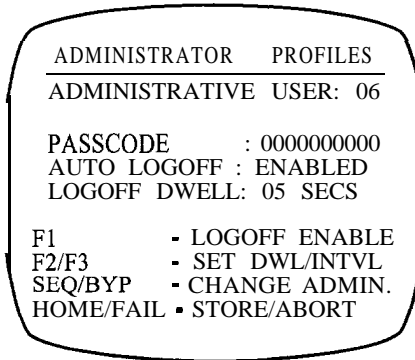 ADMINISTRATOR PROFILES
ADMINISTRATIVE USER: 06
PASSCODE : 0000000000
AUTO LOGOFF : ENABLED
LOGOFF DWELL: 05 SECS
F1 - LOGOFF ENABLE
F2/F3 - SET DWL/INTVL
SEQ/BYP - CHANGE ADMIN.
HOME/FAIL - STORE/ABORT